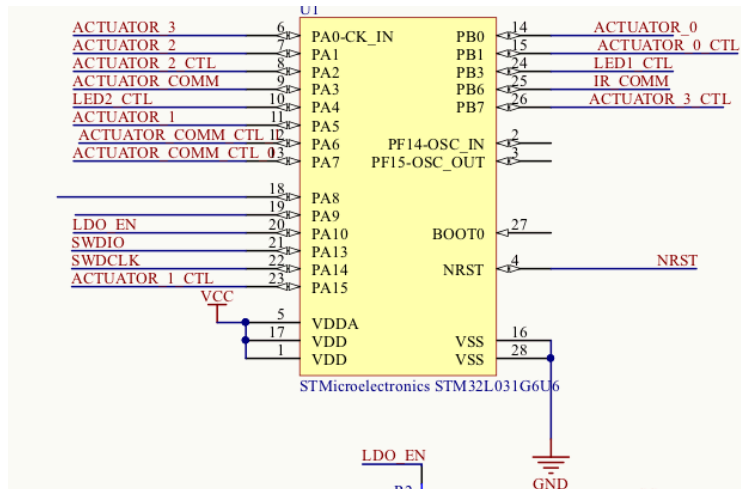 U1
ACTUATOR_3 6 PA0-CK_IN PB0 14 ACTUATOR_0
ACTUATOR_2 7 PA1 PB1 15 ACTUATOR_0_CTL
ACTUATOR_2_CTL 8 PA2 PB3 24 LED1_CTL
ACTUATOR_COMM 9 PA3 PB6 25 IR_COMM
LED2_CTL 10 PA4 PB7 26 ACTUATOR_3_CTL
ACTUATOR_1 11 PA5
ACTUATOR_COMM_CTL_1 12 PA6 PF14-OSC_IN 2
ACTUATOR_COMM_CTL_0 13 PA7 PF15-OSC_OUT 3
18 PA8
19 PA9
LDO_EN 20 PA10 BOOT0 27
SWDIO 21 PA13
SWDCLK 22 PA14 NRST 4 NRST
ACTUATOR_1_CTL 23 PA15
VCC
5 VDDA
17 VDD VSS 16
1 VDD VSS 28
STMicroelectronics STM32L031G6U6
LDO_EN
GND